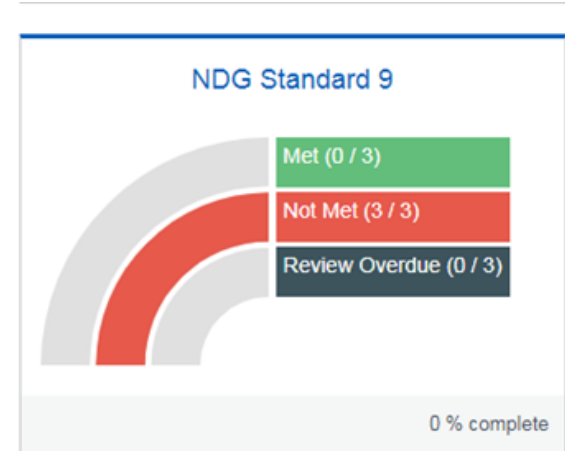 NDG Standard 9
Met (0 / 3)
Not Met (3 / 3)
Review Overdue (0 / 3)
0 % complete